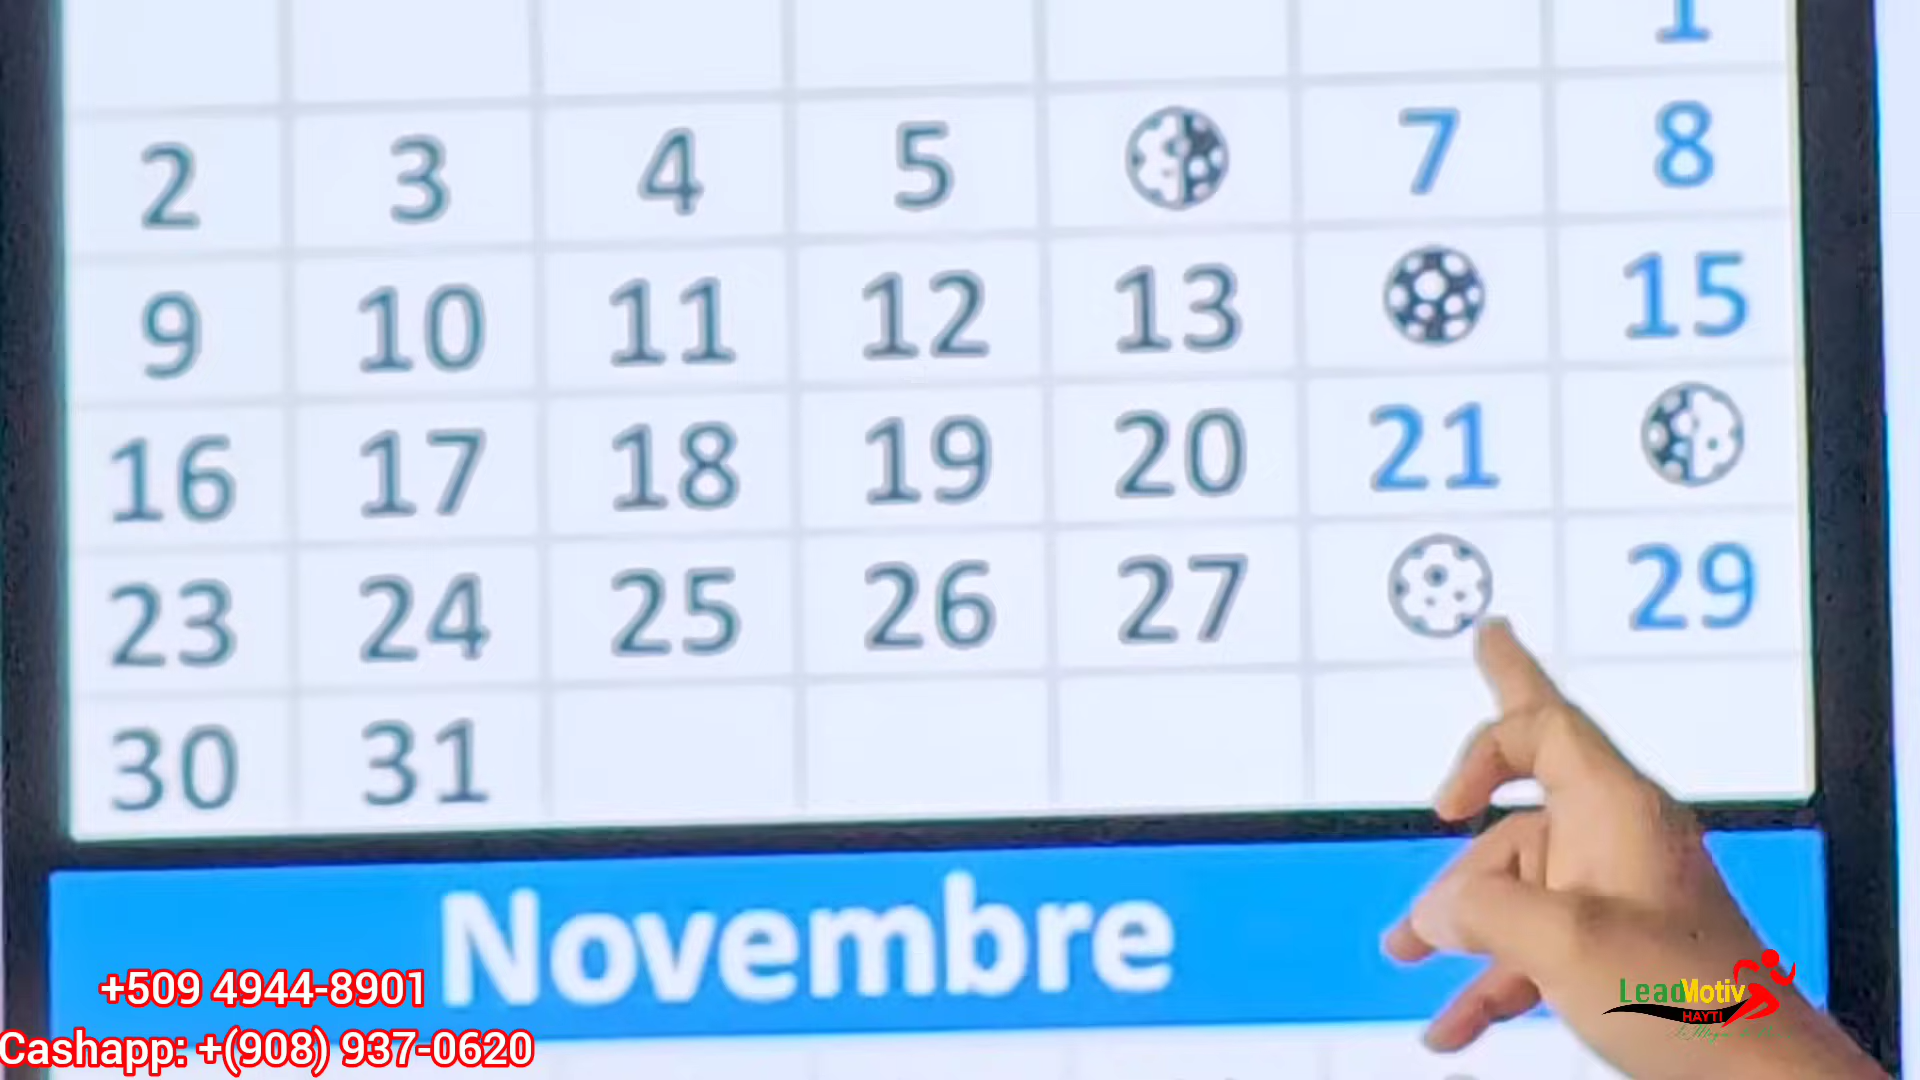 1
2 3 4 5 7 8
9 10 11 12 13 15
16 17 18 19 20 21
23 24 25 26 27 29
30 31
Novembre
+509 4944-8901
Cashapp: +(908) 937-0620
LeadMotiv
HAYTI